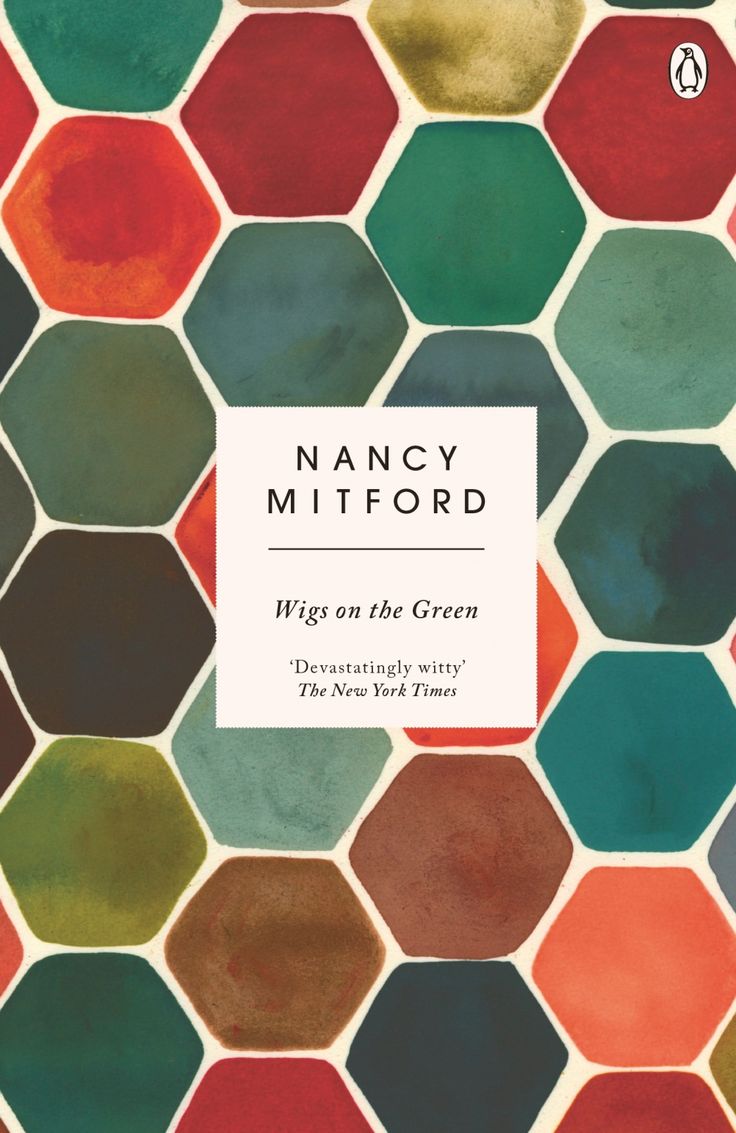 NANCY
MITFORD
Wigs on the Green
‘Devastatingly witty’
The New York Times